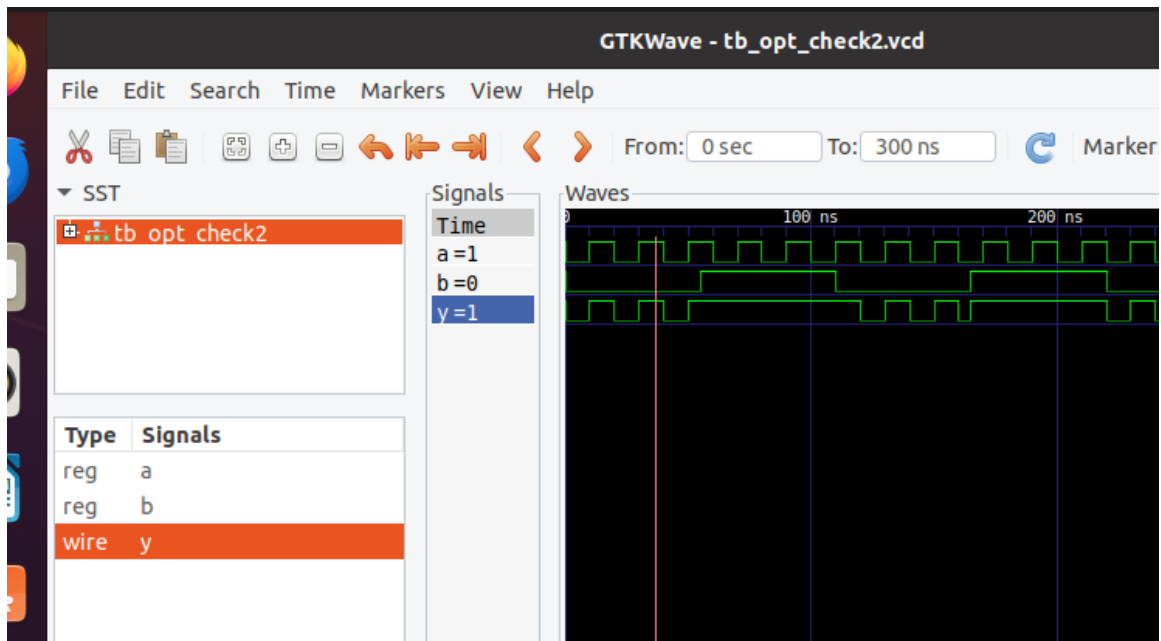 GTKWave - tb_opt_check2.vcd
File Edit Search Time Markers View Help
From: 0 sec To: 300 ns Marker
SST
Signals
Waves
tb_opt_check2
Time
100 ns 200 ns
a=1
b=0
y=1
Type Signals
reg a
reg b
wire y